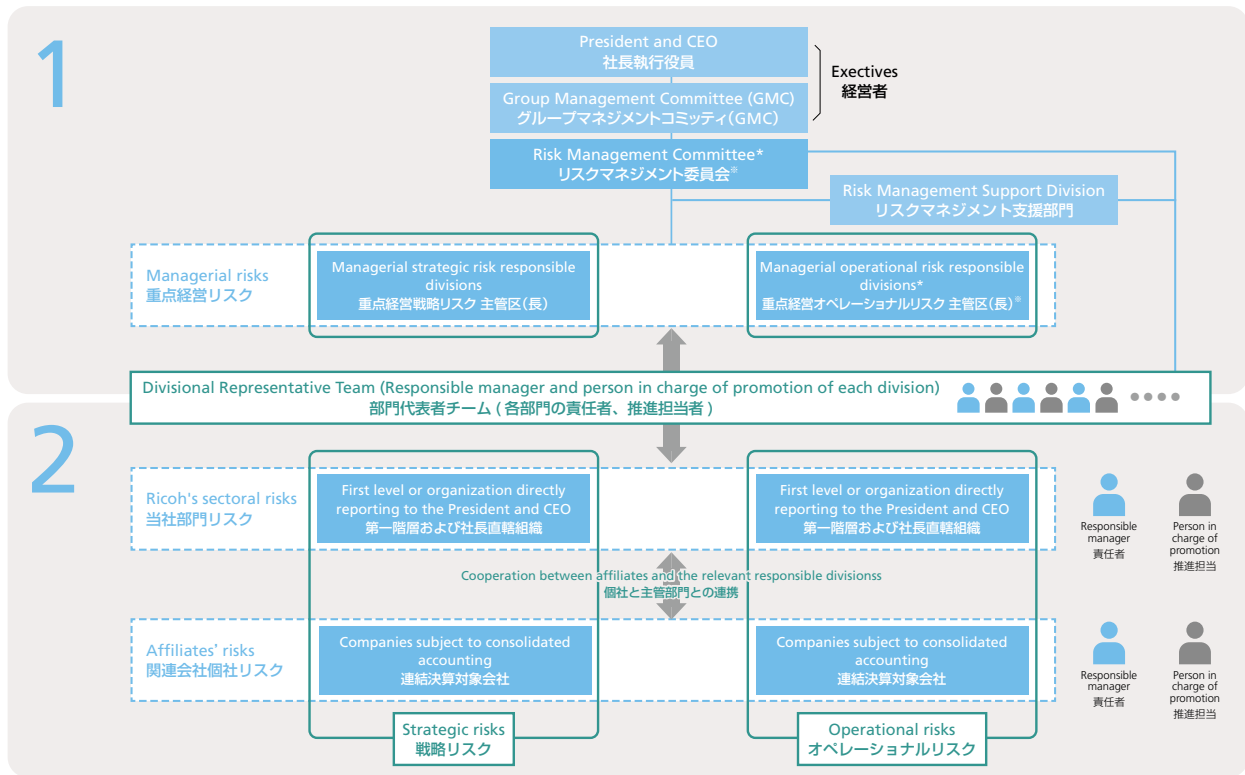 1
President and CEO
社長執行役員
Group Management Committee (GMC)
グループマネジメントコミッティ(GMC)
Exectives
経営者
Risk Management Committee*
リスクマネジメント委員会※
Risk Management Support Division
リスクマネジメント支援部門
Managerial risks
重点経営リスク
Managerial strategic risk responsible
divisions
重点経営戦略リスク 主管区(長)
Managerial operational risk responsible
divisions*
重点経営オペレーショナルリスク 主管区(長)※
Divisional Representative Team (Responsible manager and person in charge of promotion of each division)
部門代表者チーム ( 各部門の責任者、推進担当者 )
2
Ricoh's sectoral risks
当社部門リスク
First level or organization directly
reporting to the President and CEO
第一階層および社長直轄組織
First level or organization directly
reporting to the President and CEO
第一階層および社長直轄組織
Responsible
manager
責任者
Person in
charge of
promotion
推進担当
Cooperation between affiliates and the relevant responsible divisionss
個社と主管部門との連携
Affiliates' risks
関連会社個社リスク
Companies subject to consolidated
accounting
連結決算対象会社
Companies subject to consolidated
accounting
連結決算対象会社
Responsible
manager
責任者
Person in
charge of
promotion
推進担当
Strategic risks
戦略リスク
Operational risks
オペレーショナルリスク